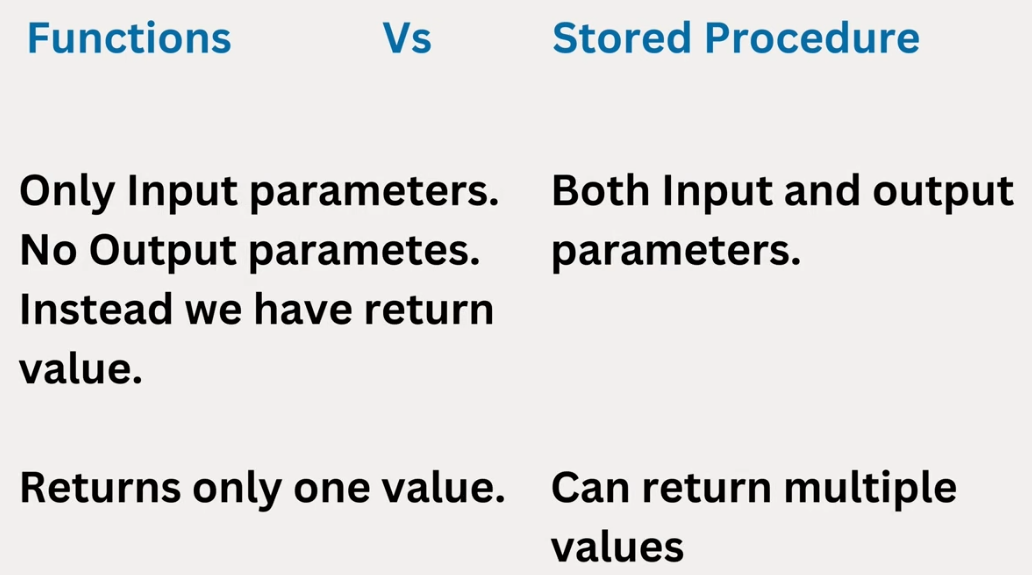 Functions Vs Stored Procedure
Only Input parameters.
No Output parametes.
Instead we have return
value.
Both Input and output
parameters.
Returns only one value.
Can return multiple
values